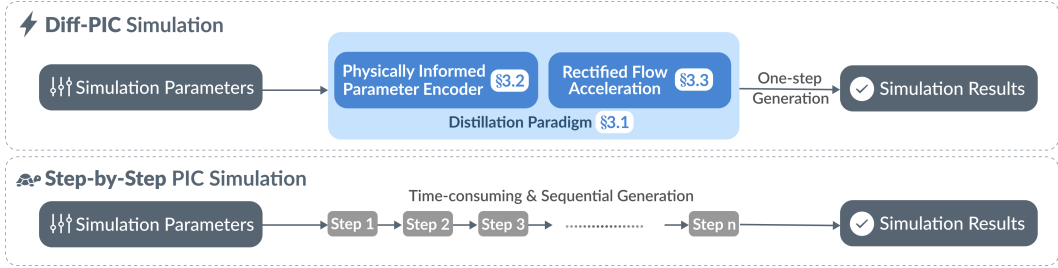 Diff-PIC Simulation
Simulation Parameters
Physically Informed
Parameter Encoder
§3.2
Rectified Flow
Acceleration
§3.3
Distillation Paradigm §3.1
One-step
Generation
Simulation Results
Step-by-Step PIC Simulation
Time-consuming & Sequential Generation
Simulation Parameters
Step 1
Step 2
Step 3
Step n
Simulation Results